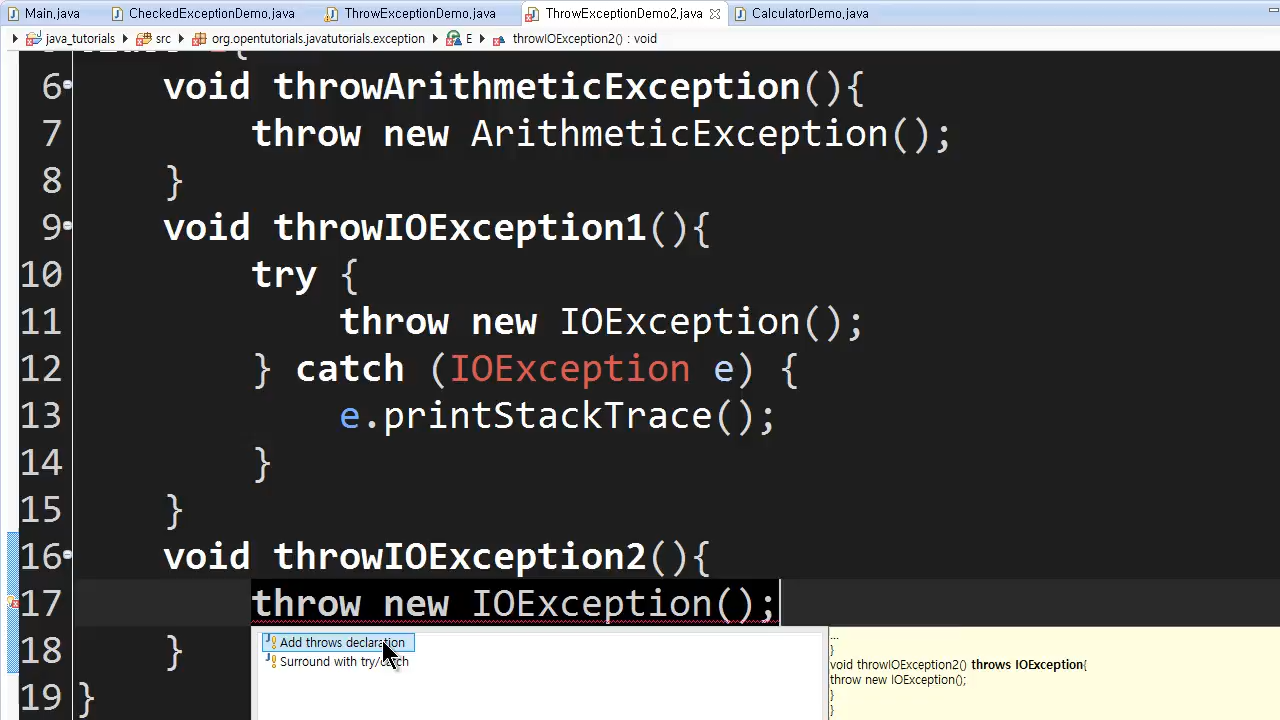 Main.java CheckedExceptionDemo.java ThrowExceptionDemo.java ThrowExceptionDemo2.java CalculatorDemo.java
java_tutorials src org.opentutorials.javatutorials.exception E throwIOException2() : void
6 void throwArithmeticException(){
7 throw new ArithmeticException();
8 }
9 void throwIOException1(){
10 try {
11 throw new IOException();
12 } catch (IOException e) {
13 e.printStackTrace();
14 }
15 }
16 void throwIOException2(){
17 throw new IOException();
18 }
19 }
Add throws declaration
Surround with try/catch
...
}
void throwIOException2() throws IOException{
throw new IOException();
}
}